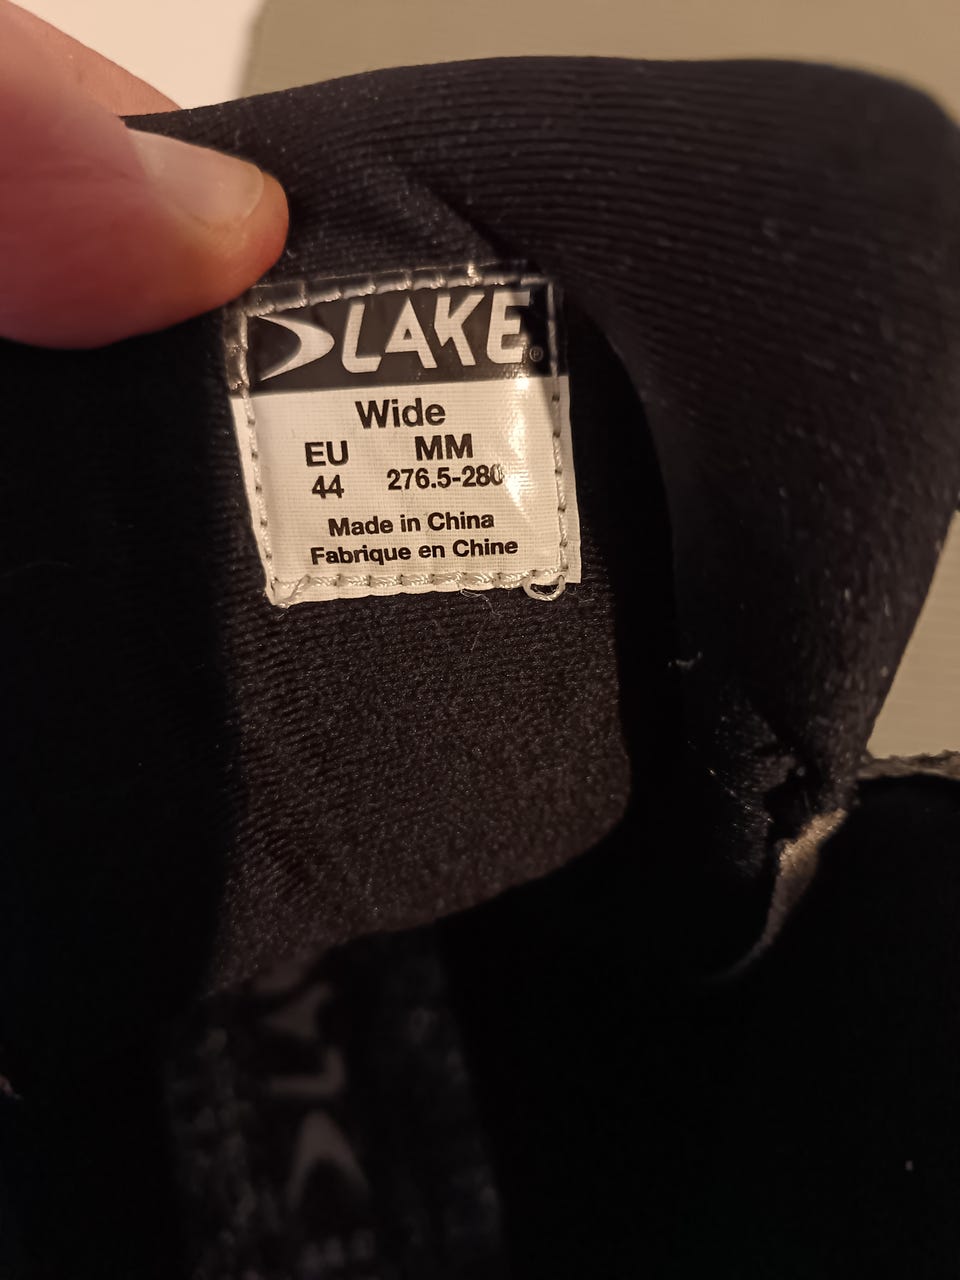 LAKE®
Wide
EU MM
44 276.5-280
Made in China
Fabrique en Chine